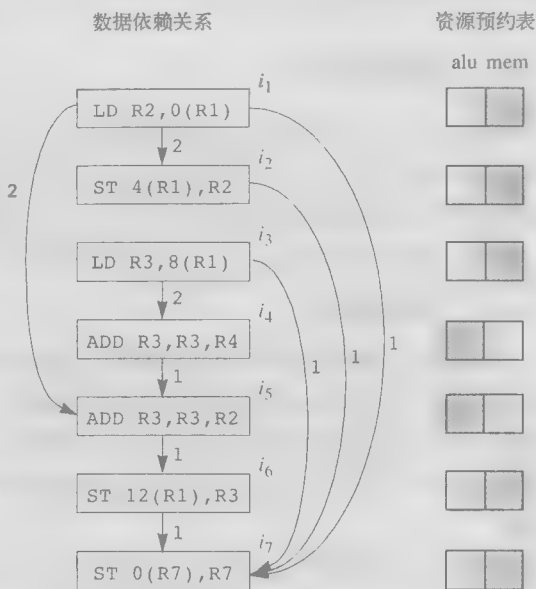 数据依赖关系
资源预约表
alu mem
i1
LD R2,0(R1)
2
i2
2
ST 4(R1),R2
i3
LD R3,8(R1)
2
i4
ADD R3,R3,R4
1
1
1
1
i5
ADD R3,R3,R2
1
i6
ST 12(R1),R3
1
i7
ST 0(R7),R7